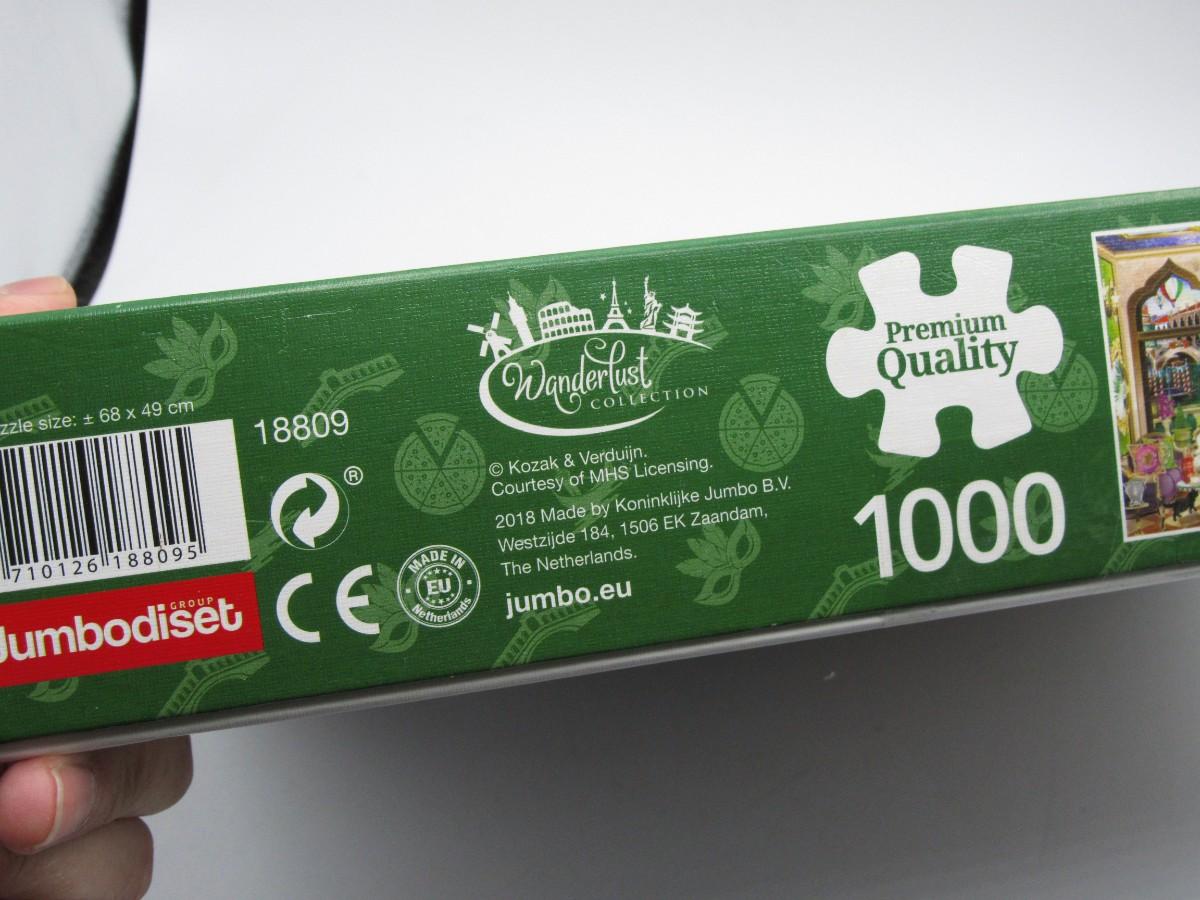 zzle size: ± 68 x 49 cm
710126 188095
GROUP
Jumbodiset
18809
®
CE
MADE IN
EU
Netherlands
Wanderlust
COLLECTION
© Kozak & Verduijn.
Courtesy of MHS Licensing.
2018 Made by Koninklijke Jumbo B.V.
Westzijde 184, 1506 EK Zaandam,
The Netherlands.
jumbo.eu
Premium
Quality
1000